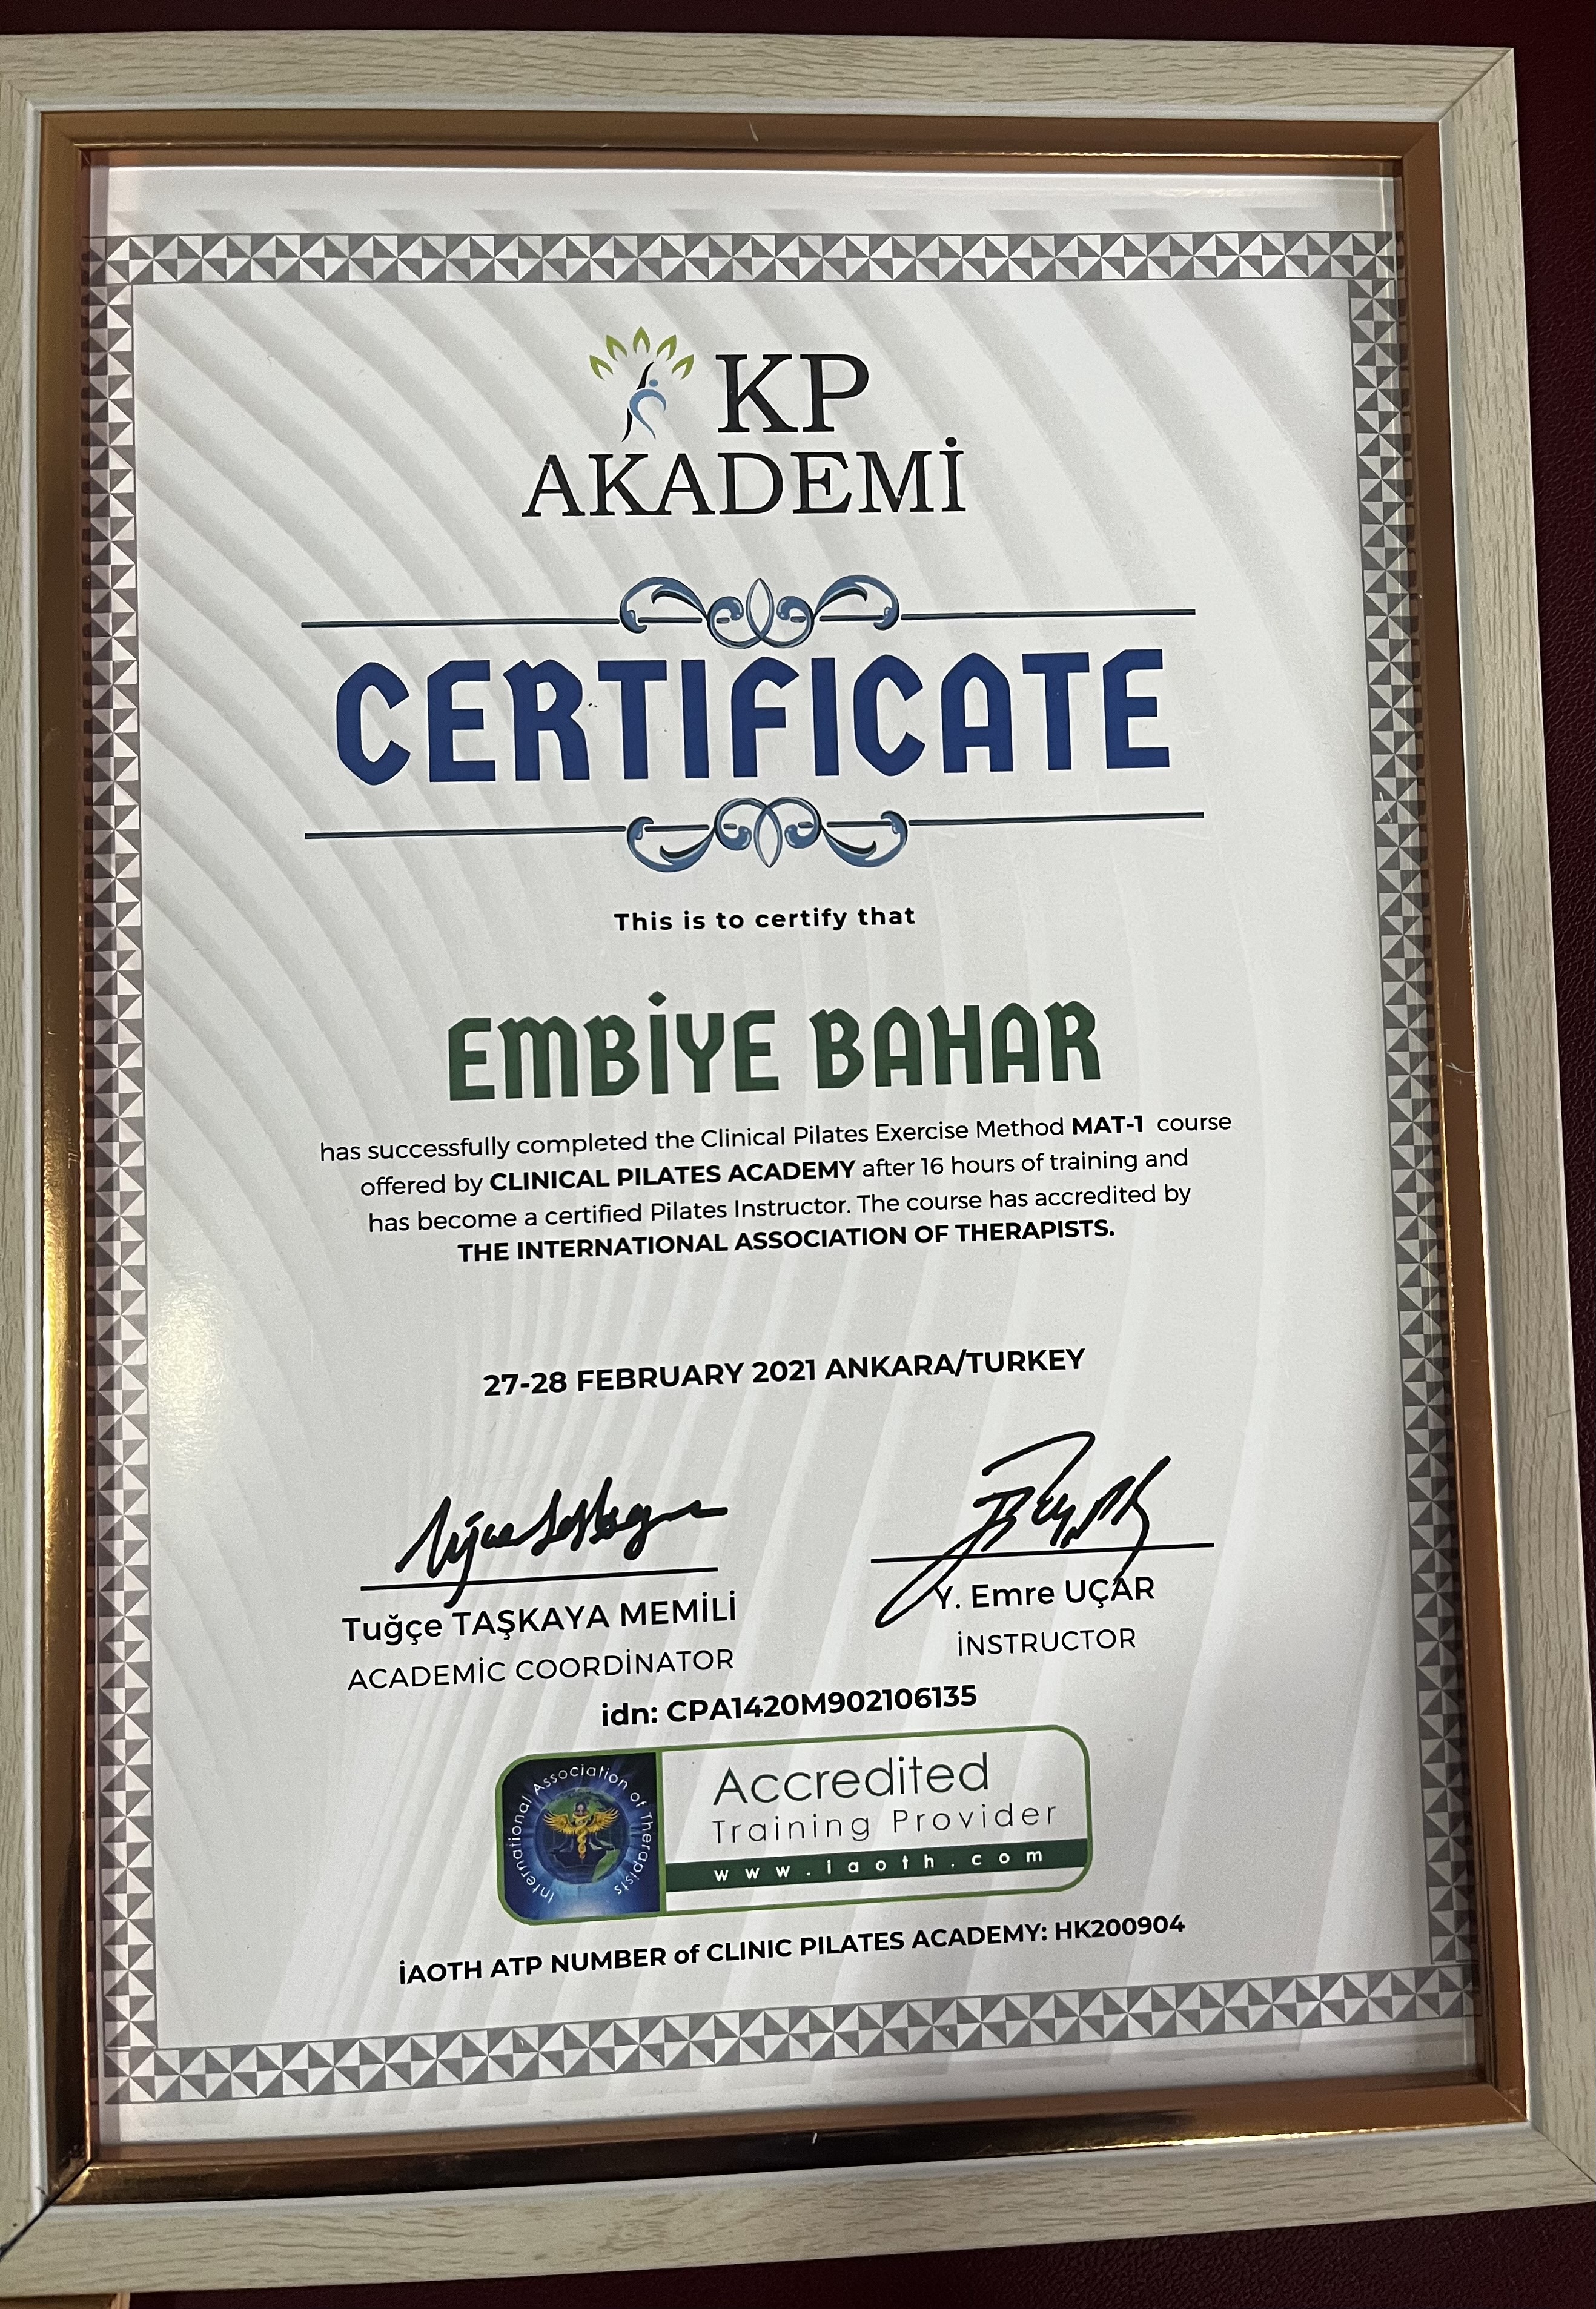 KP
AKADEMİ
CERTIFICATE
This is to certify that
EMBİYE BAHAR
has successfully completed the Clinical Pilates Exercise Method MAT-1 course
offered by CLINICAL PILATES ACADEMY after 16 hours of training and
has become a certified Pilates Instructor. The course has accredited by
THE INTERNATIONAL ASSOCIATION OF THERAPISTS.
27-28 FEBRUARY 2021 ANKARA/TURKEY
Tuğçe TAŞKAYA MEMİLİ
ACADEMİC COORDİNATOR
Y. Emre UÇAR
İNSTRUCTOR
idn: CPA1420M902106135
International Association of Therapists
Accredited
Training Provider
www.iaoth.com
İAOTH ATP NUMBER of CLINIC PILATES ACADEMY: HK200904